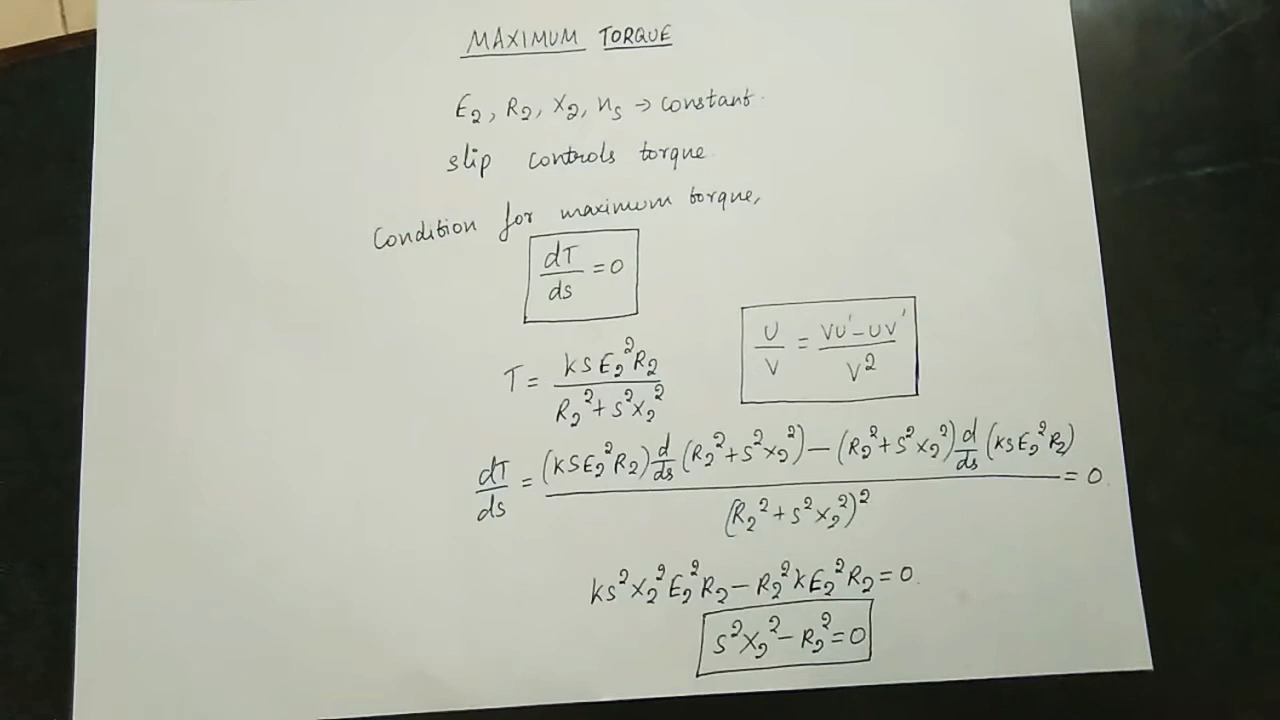 MAXIMUM TORQUE
E₂, R₂, X₂, nₛ → constant.
slip controls torque.
Condition for maximum torque,
dT/ds = 0
U/V = (VU' - UV')/V²
T = kSE₂²R₂/(R₂² + s²X₂²)
dT/ds = ((kSE₂²R₂) d/ds (R₂² + s²X₂²) - (R₂² + s²X₂²) d/ds (kSE₂²R₂))/(R₂² + s²X₂²)² = 0.
ks²X₂²E₂²R₂ - R₂²kE₂²R₂ = 0.
s²X₂² - R₂² = 0